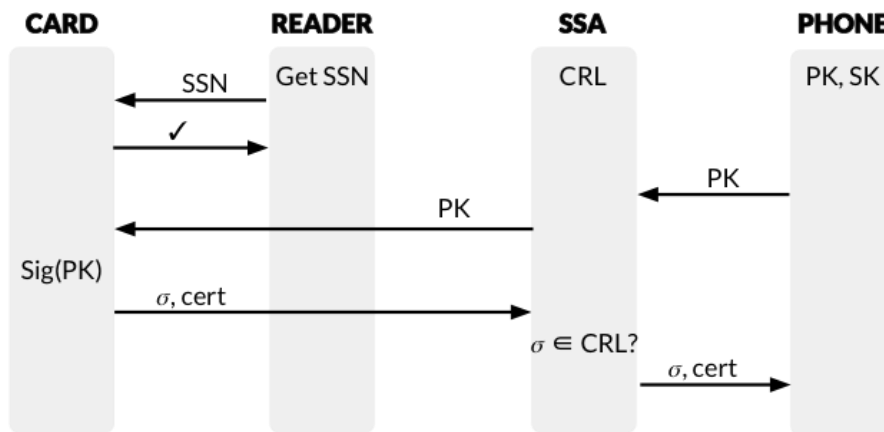 CARD READER SSA PHONE
Get SSN CRL PK, SK
SSN
✓
PK
PK
Sig(PK)
σ, cert
σ ∈ CRL?
σ, cert